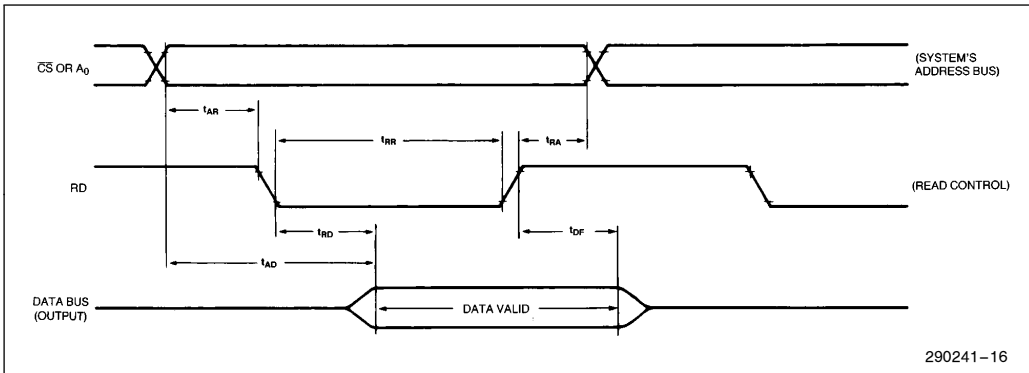 C̅S̅ OR A₀
(SYSTEM'S
ADDRESS BUS)
tAR
tRR
tRA
RD
(READ CONTROL)
tRD
tDF
tAD
DATA BUS
(OUTPUT)
DATA VALID
290241–16